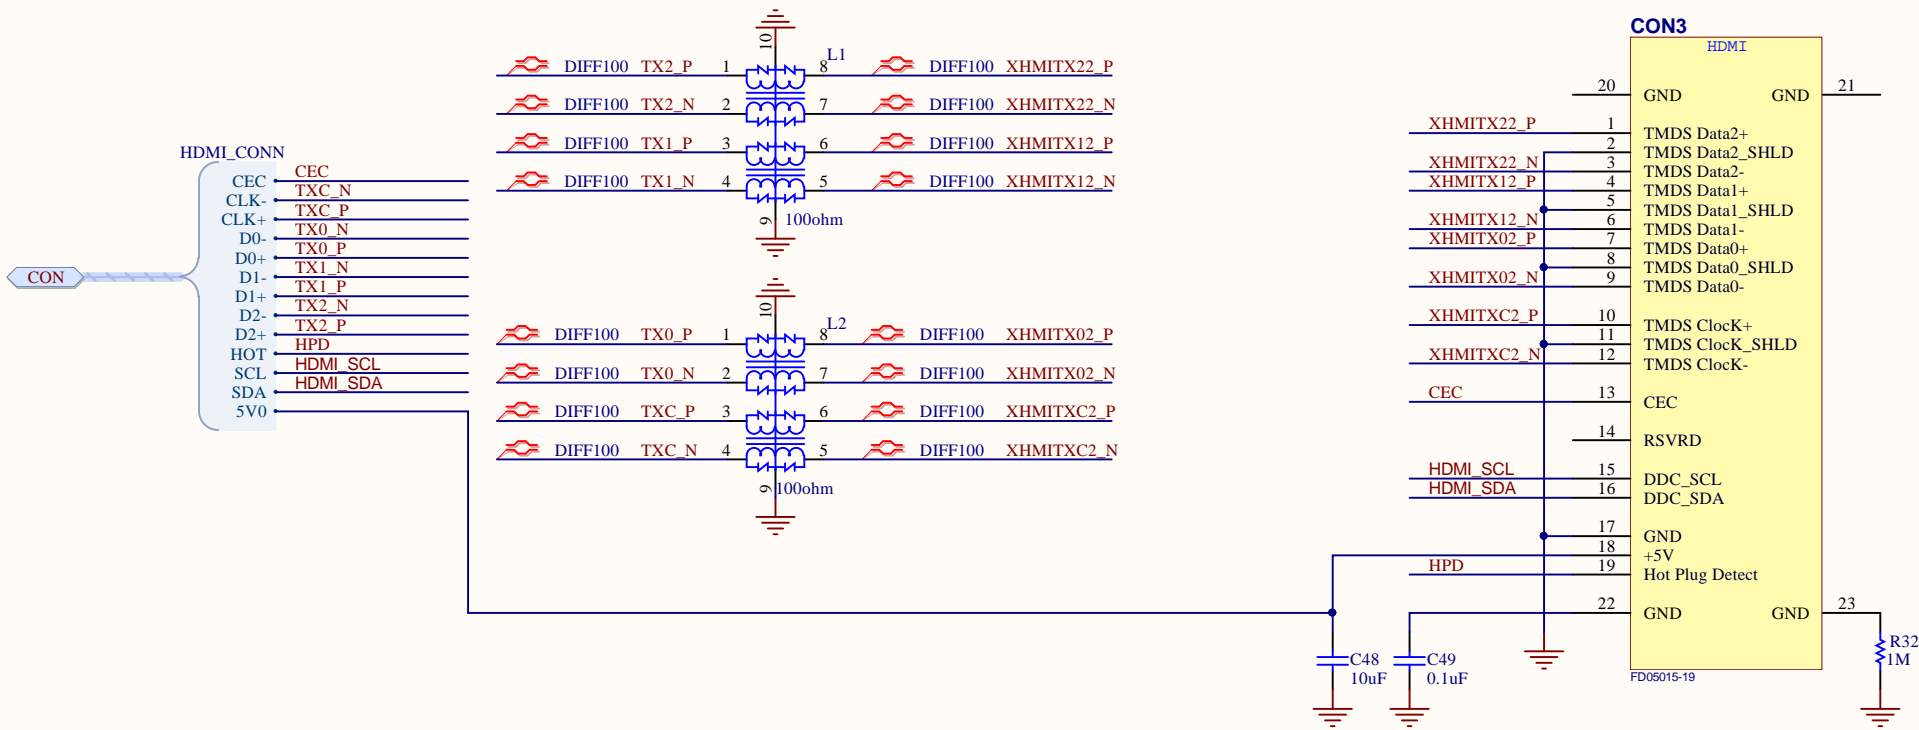 HDMI_CONN
CON
CEC CEC
CLK- TXC_N
CLK+ TXC_P
D0- TX0_N
D0+ TX0_P
D1- TX1_N
D1+ TX1_P
D2- TX2_N
D2+ TX2_P
HOT HPD
SCL HDMI_SCL
SDA HDMI_SDA
5V0
10
L1
DIFF100 TX2_P 1 8 DIFF100 XHMITX22_P
DIFF100 TX2_N 2 7 DIFF100 XHMITX22_N
DIFF100 TX1_P 3 6 DIFF100 XHMITX12_P
DIFF100 TX1_N 4 5 DIFF100 XHMITX12_N
9 100ohm
10
L2
DIFF100 TX0_P 1 8 DIFF100 XHMITX02_P
DIFF100 TX0_N 2 7 DIFF100 XHMITX02_N
DIFF100 TXC_P 3 6 DIFF100 XHMITXC2_P
DIFF100 TXC_N 4 5 DIFF100 XHMITXC2_N
9 100ohm
CON3
HDMI
20 GND GND 21
XHMITX22_P 1 TMDS Data2+
2 TMDS Data2_SHLD
XHMITX22_N 3 TMDS Data2-
XHMITX12_P 4 TMDS Data1+
5 TMDS Data1_SHLD
XHMITX12_N 6 TMDS Data1-
XHMITX02_P 7 TMDS Data0+
8 TMDS Data0_SHLD
XHMITX02_N 9 TMDS Data0-
XHMITXC2_P 10 TMDS ClocK+
11 TMDS ClocK_SHLD
XHMITXC2_N 12 TMDS ClocK-
CEC 13 CEC
14 RSVRD
HDMI_SCL 15 DDC_SCL
HDMI_SDA 16 DDC_SDA
17 GND
18 +5V
HPD 19 Hot Plug Detect
22 GND GND 23
C48
10uF
C49
0.1uF
R32
1M
FD05015-19